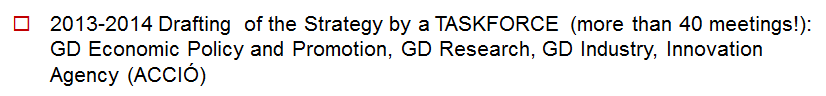 2013-2014 Drafting of the Strategy by a TASKFORCE (more than 40 meetings!):
GD Economic Policy and Promotion, GD Research, GD Industry, Innovation
Agency (ACCIÓ)